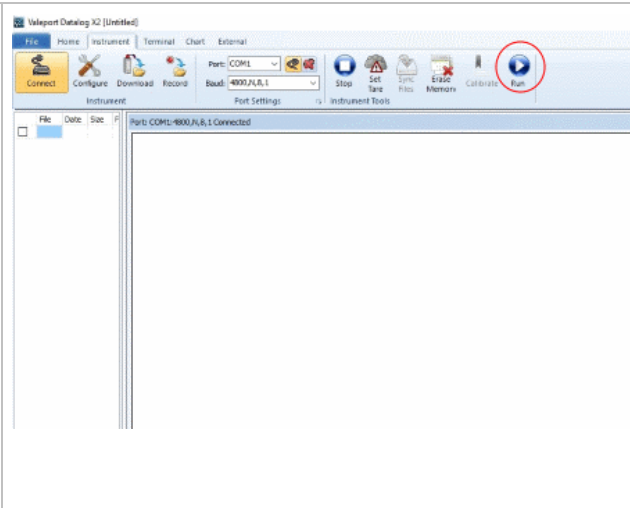 Valeport Datalog X2 [Untitled]
File Home Instrument Terminal Chart External
Port: COM1
Baud: 4800,N,8,1
Connect Configure Download Record Stop Set Tare Sync Files Erase Memory Calibrate Run
Instrument Port Settings Instrument Tools
File Date Size F
Port: COM1:4800,N,8,1 Connected